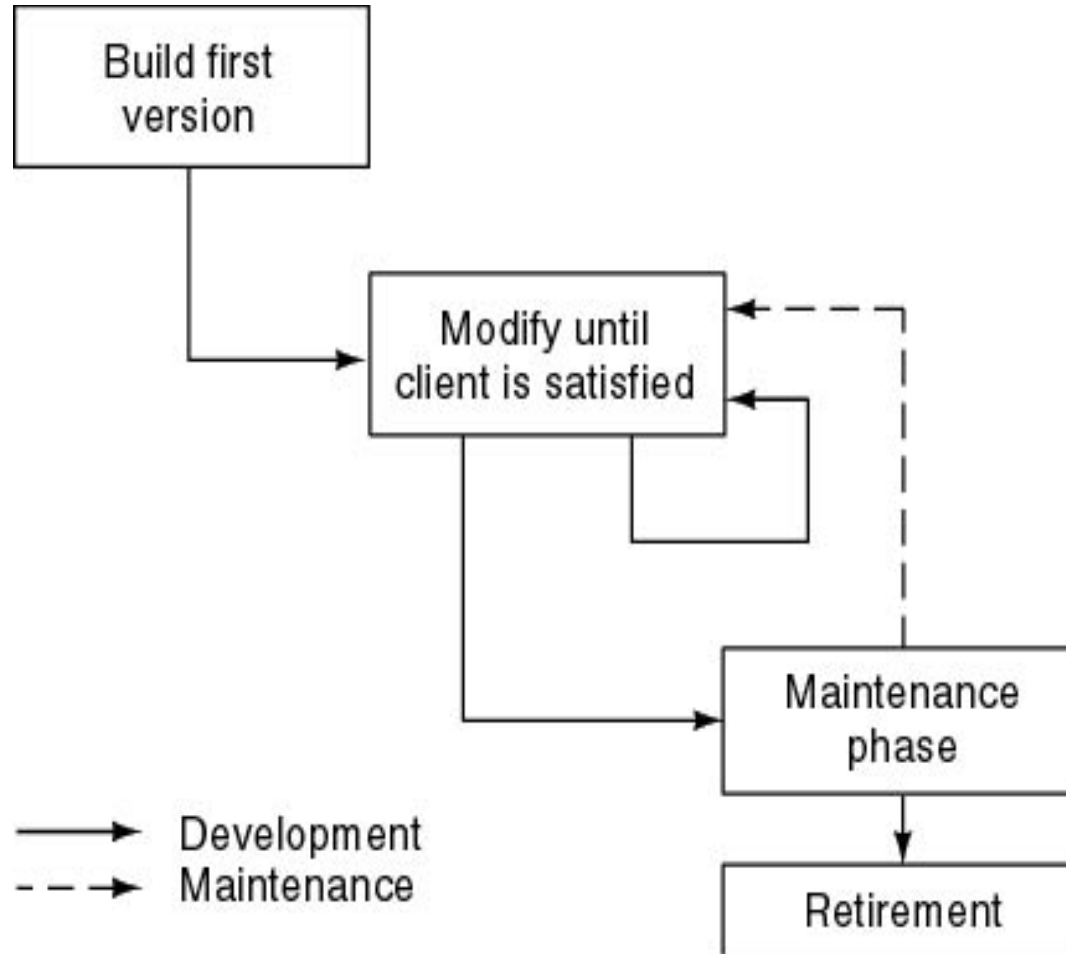 Build first
version
Modify until
client is satisfied
Maintenance
phase
Development
Maintenance
Retirement